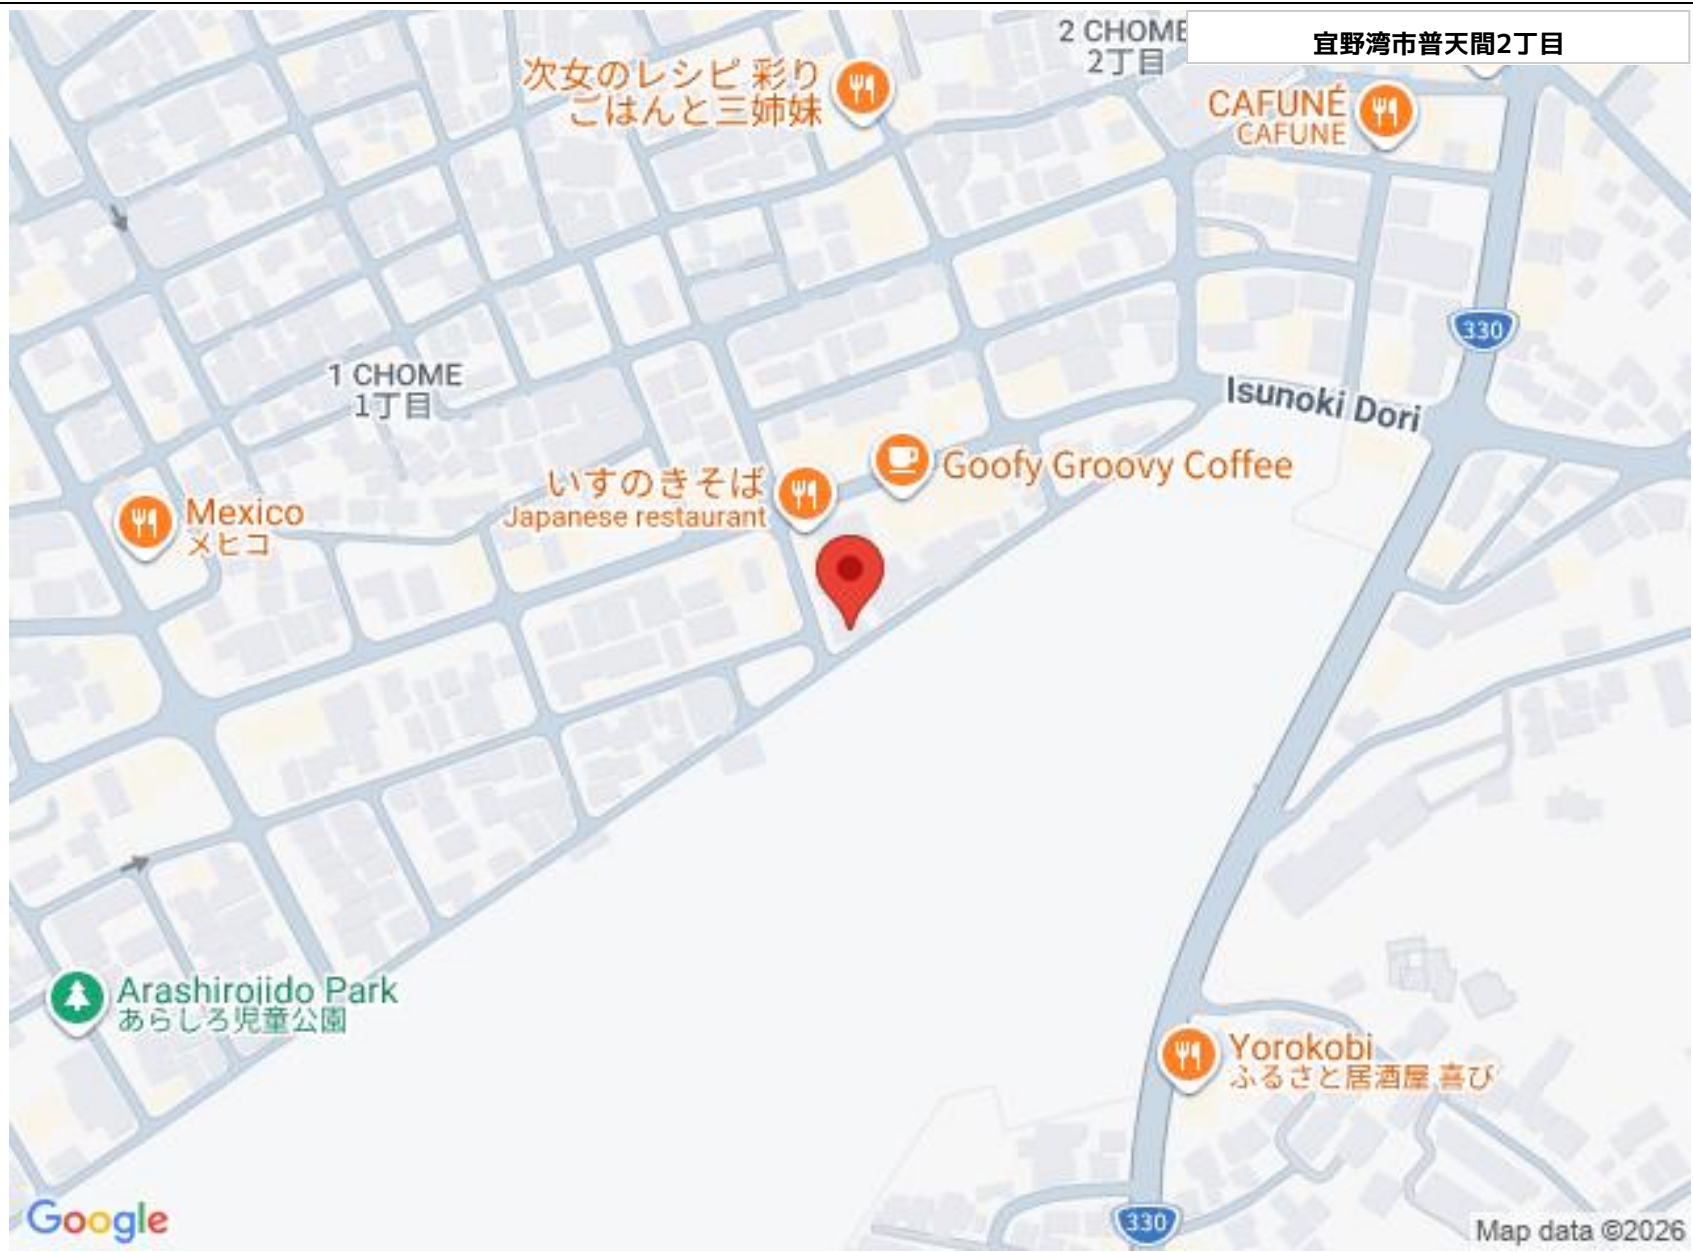 2 CHOME
2丁目
宜野湾市普天間2丁目
次女のレシピ 彩り
ごはんと三姉妹
CAFUNÉ
CAFUNE
330
1 CHOME
1丁目
Isunoki Dori
いすのきそば
Japanese restaurant
Goofy Groovy Coffee
Mexico
メヒコ
Arashirojido Park
あらしろ児童公園
Yorokobi
ふるさと居酒屋 喜び
330
Google
Map data ©2026